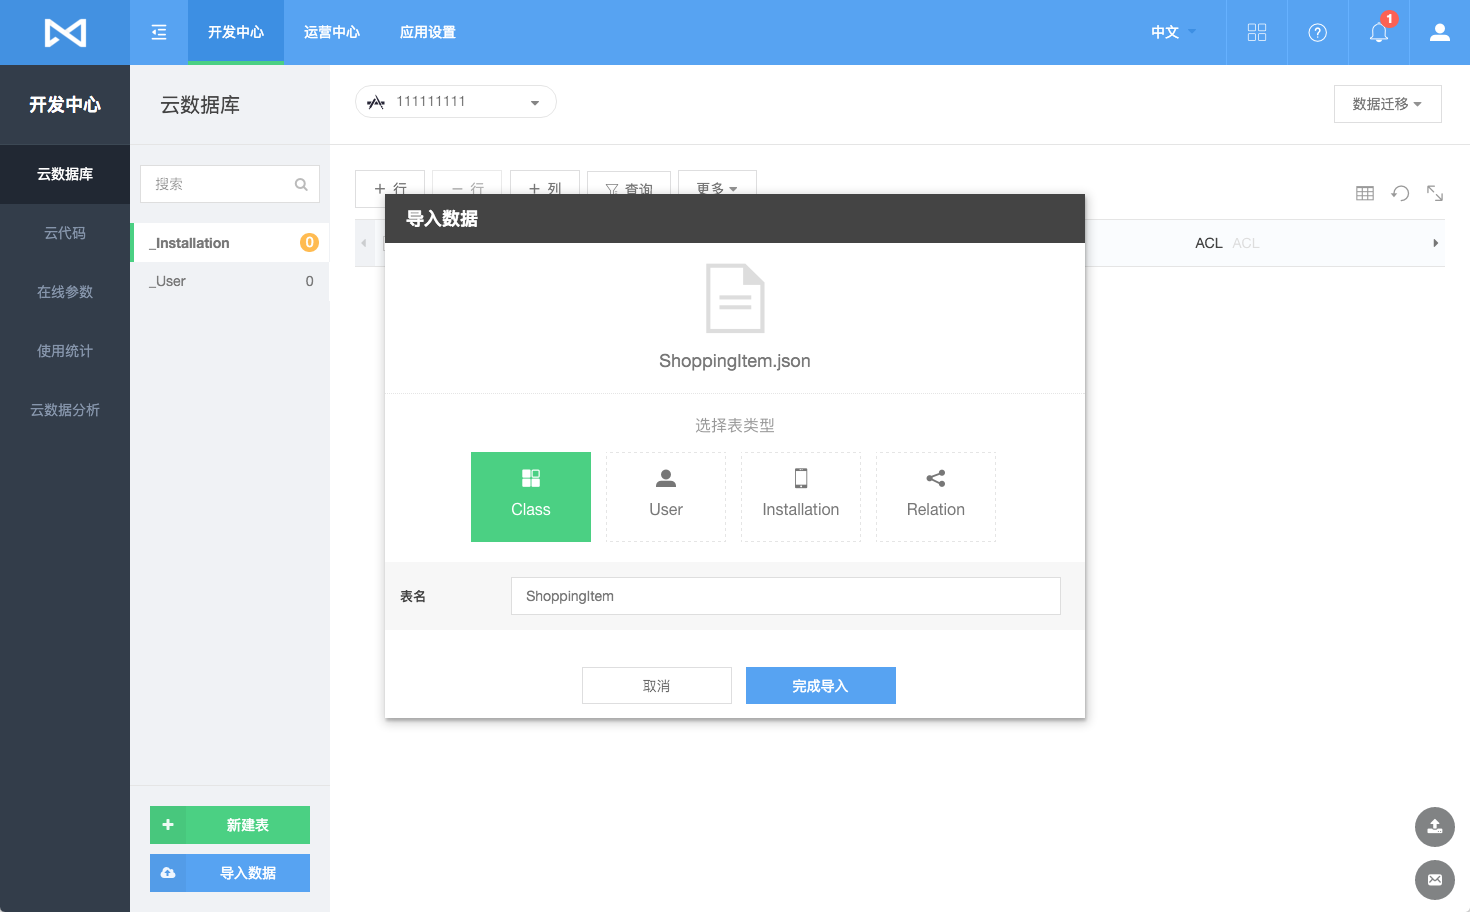 开发中心
运营中心
应用设置
中文
1
开发中心
云数据库
云代码
在线参数
使用统计
云数据分析
云数据库
搜索
_Installation 0
_User 0
新建表
导入数据
111111111
数据迁移
行
行
列
查询
更多
ACL ACL
导入数据
ShoppingItem.json
选择表类型
Class
User
Installation
Relation
表名
ShoppingItem
取消
完成导入